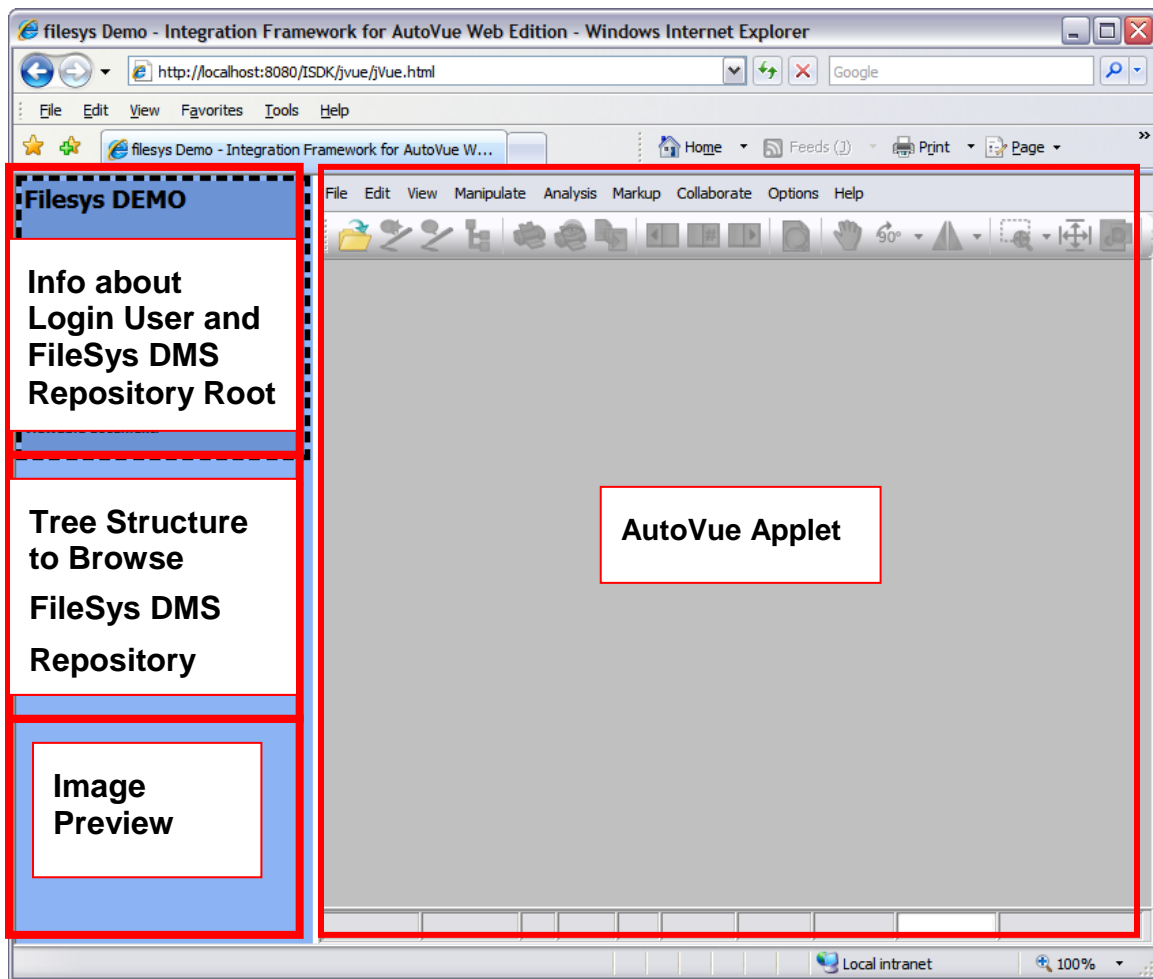 filesys Demo - Integration Framework for AutoVue Web Edition - Windows Internet Explorer
http://localhost:8080/ISDK/jvue/jVue.html
Google
File Edit View Favorites Tools Help
filesys Demo - Integration Framework for AutoVue W...
Home Feeds (J) Print Page »
Filesys DEMO
File Edit View Manipulate Analysis Markup Collaborate Options Help
90°
Info about
Login User and
FileSys DMS
Repository Root
Tree Structure
to Browse
FileSys DMS
Repository
AutoVue Applet
Image
Preview
Local intranet
100%